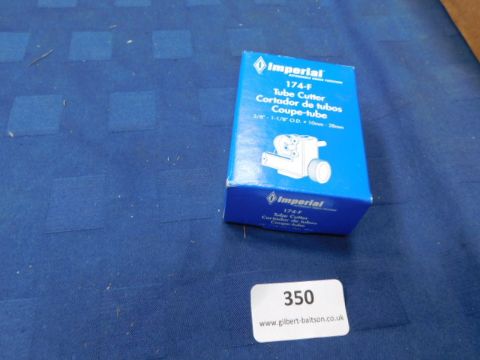 Imperial
174-F
Tube Cutter
Cortador de tubos
Coupe-tube
3/8" - 1-1/8" O.D. • 10mm - 28mm
Imperial
174-F
Tube Cutter
Cortador de tubos
Coupe-tube
350
www.gilbert-baitson.co.uk